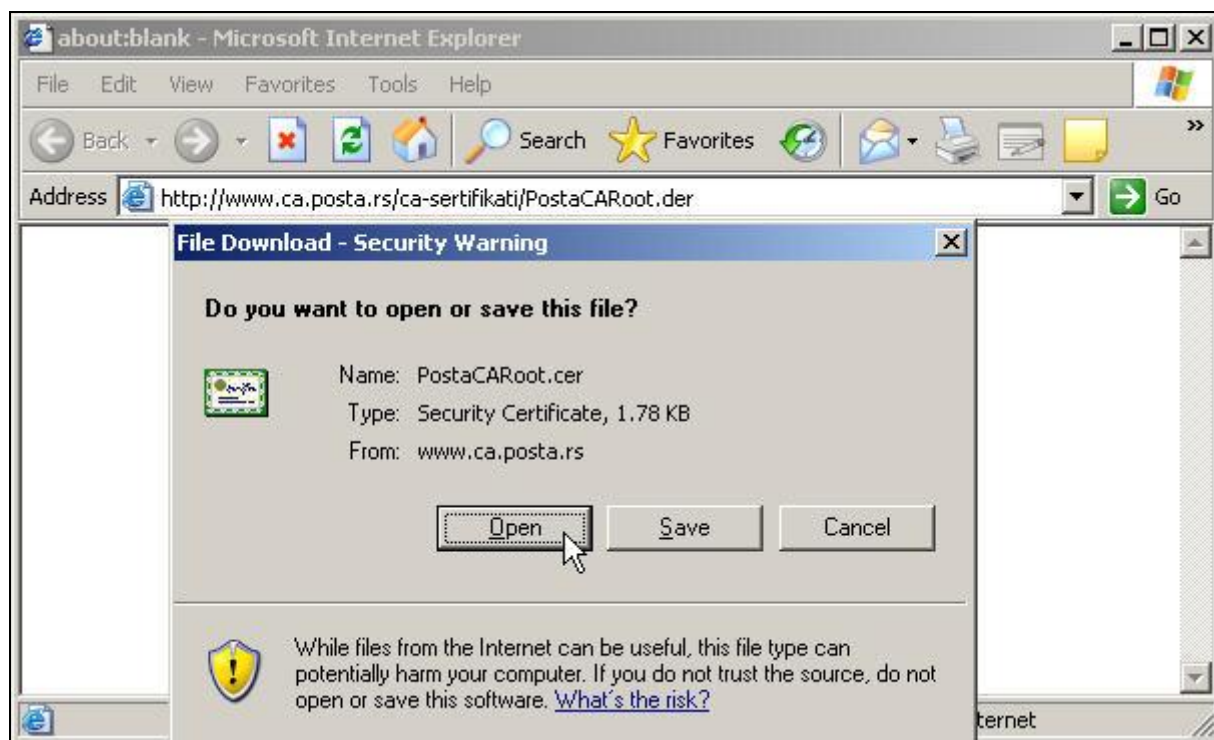 about:blank - Microsoft Internet Explorer
File Edit View Favorites Tools Help
Back Search Favorites »
Address http://www.ca.posta.rs/ca-sertifikati/PostaCARoot.der Go
File Download - Security Warning
Do you want to open or save this file?
Name: PostaCARoot.cer
Type: Security Certificate, 1.78 KB
From: www.ca.posta.rs
Open Save Cancel
While files from the Internet can be useful, this file type can
potentially harm your computer. If you do not trust the source, do not
open or save this software. What's the risk?
ternet